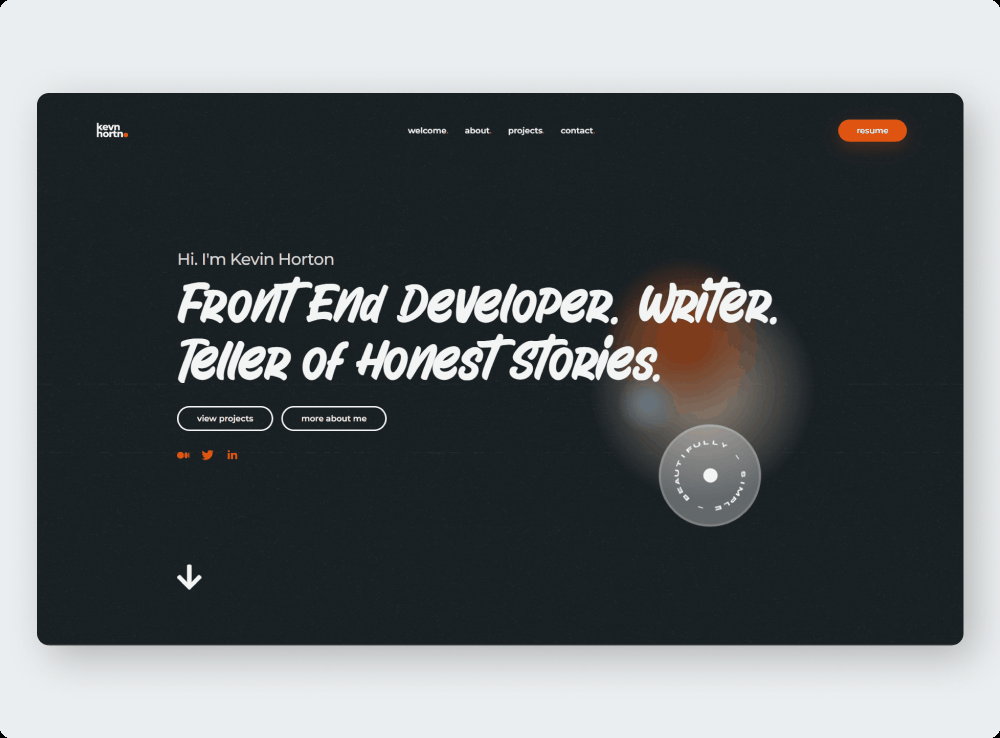 kevn
hortn.
welcome. about. projects. contact.
resume
Hi. I'm Kevin Horton
Front End Developer. Writer.
Teller of Honest Stories.
view projects more about me
in
BEAUTIFULLY - SIMPLE -